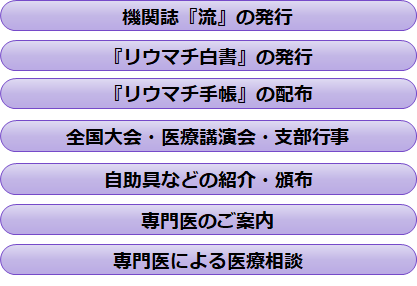 機関誌『流』の発行
『リウマチ白書』の発行
『リウマチ手帳』の配布
全国大会・医療講演会・支部行事
自助具などの紹介・頒布
専門医のご案内
専門医による医療相談